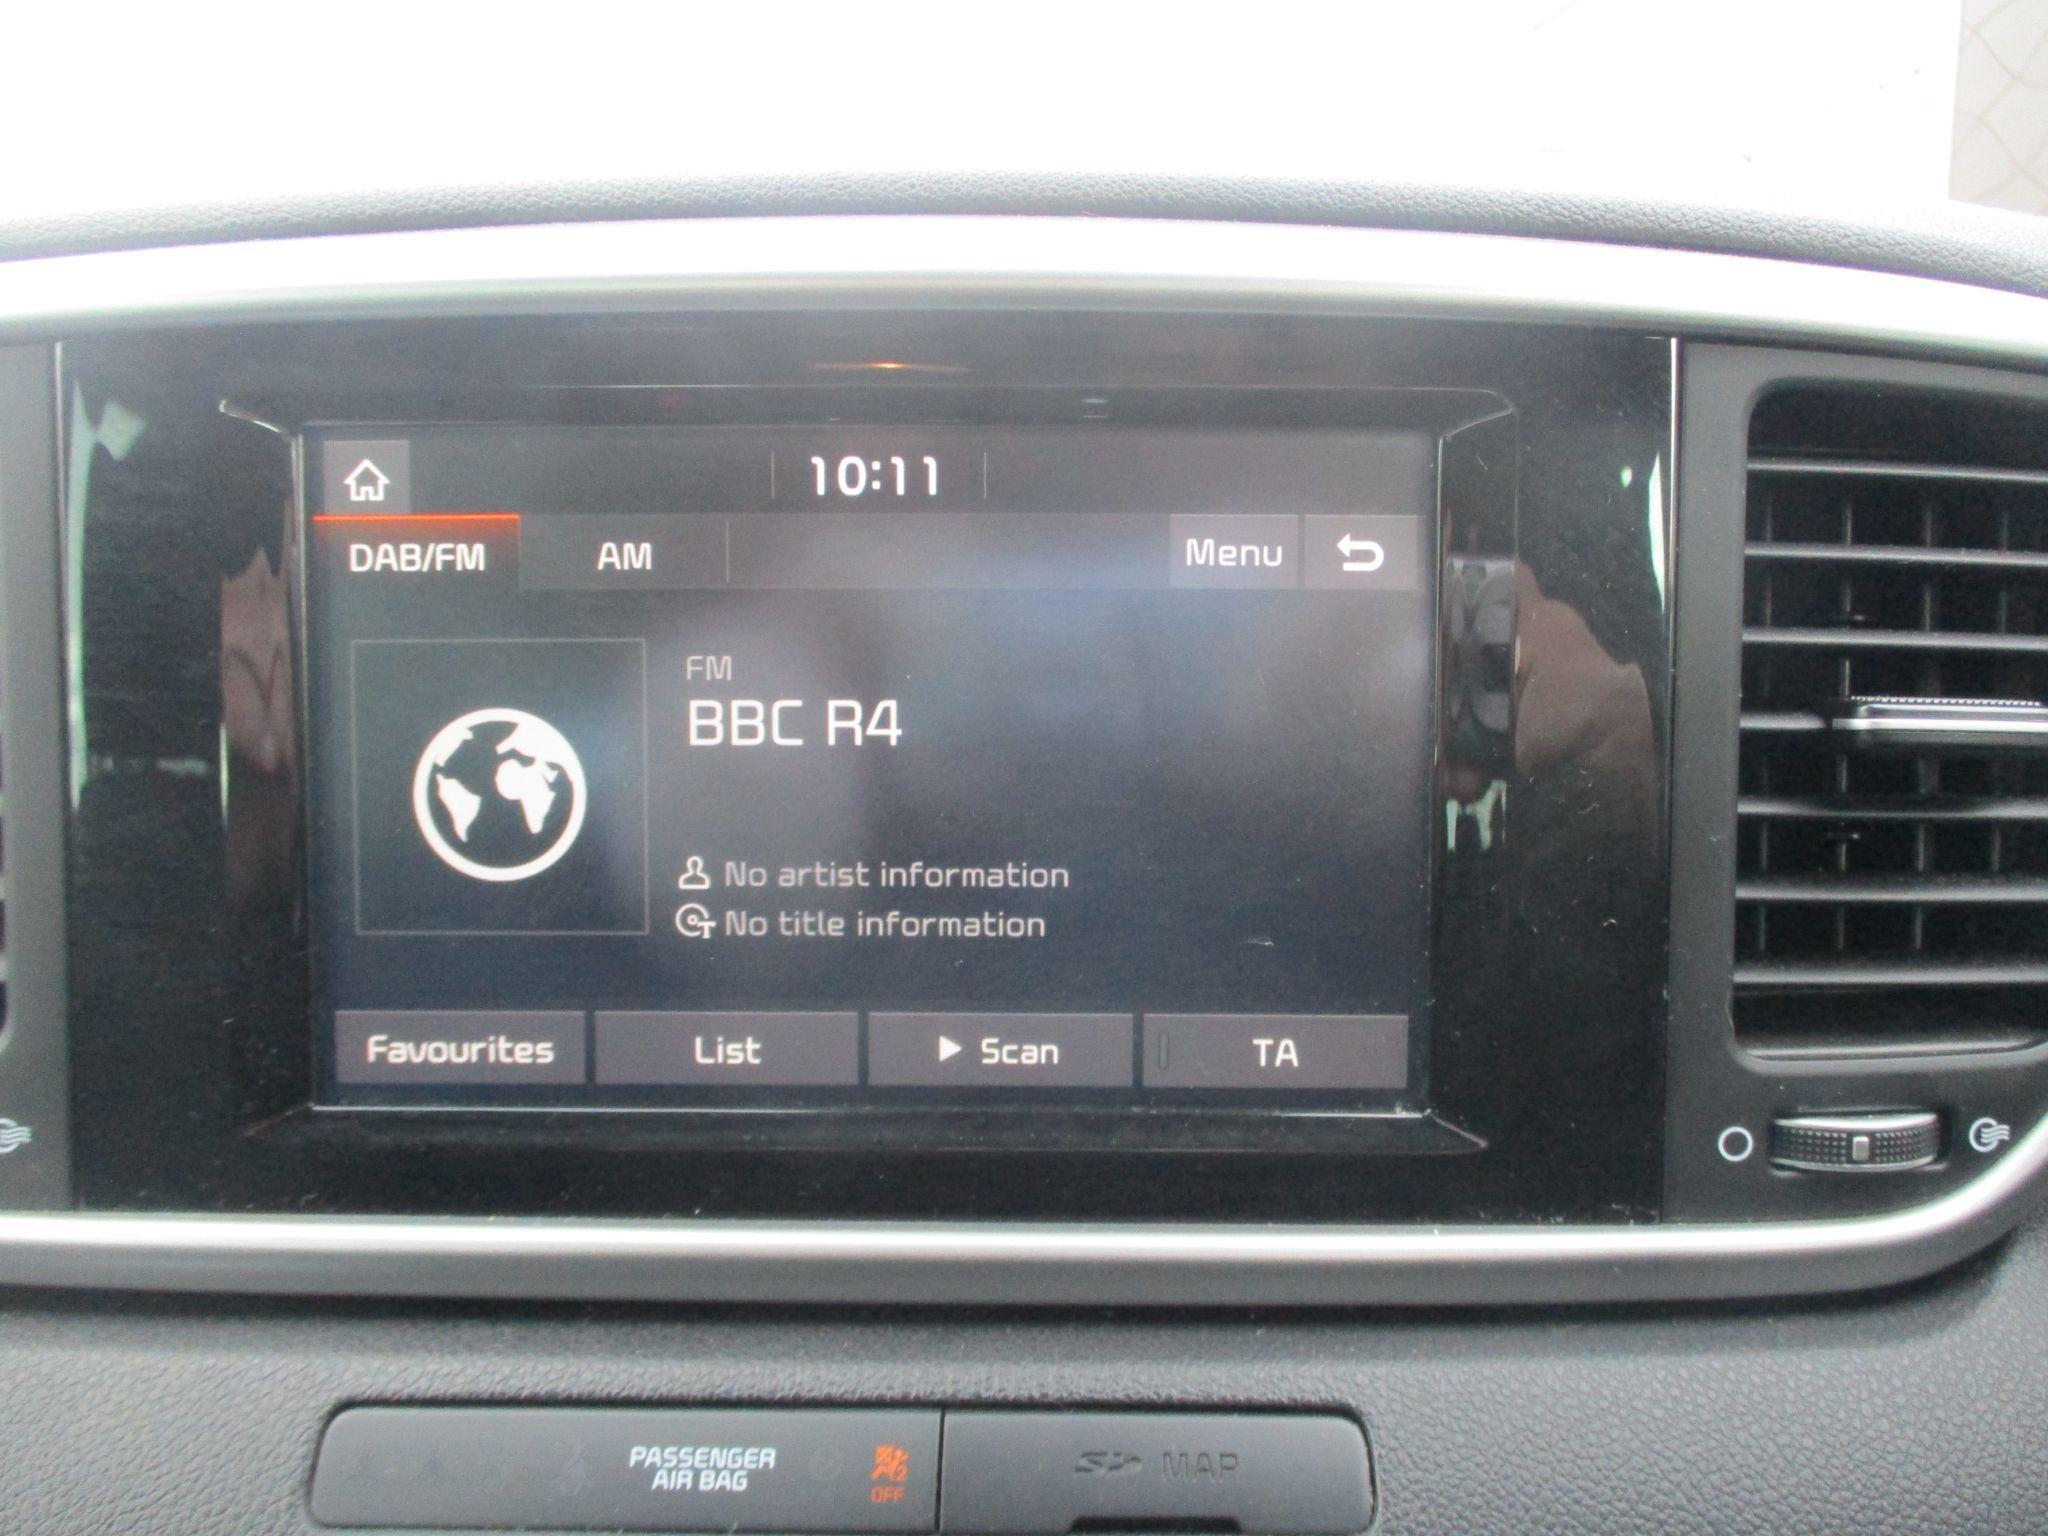 10:11
DAB/FM AM Menu
FM
BBC R4
No artist information
No title information
Favourites List Scan TA
PASSENGER
AIR BAG
OFF
SD MAP